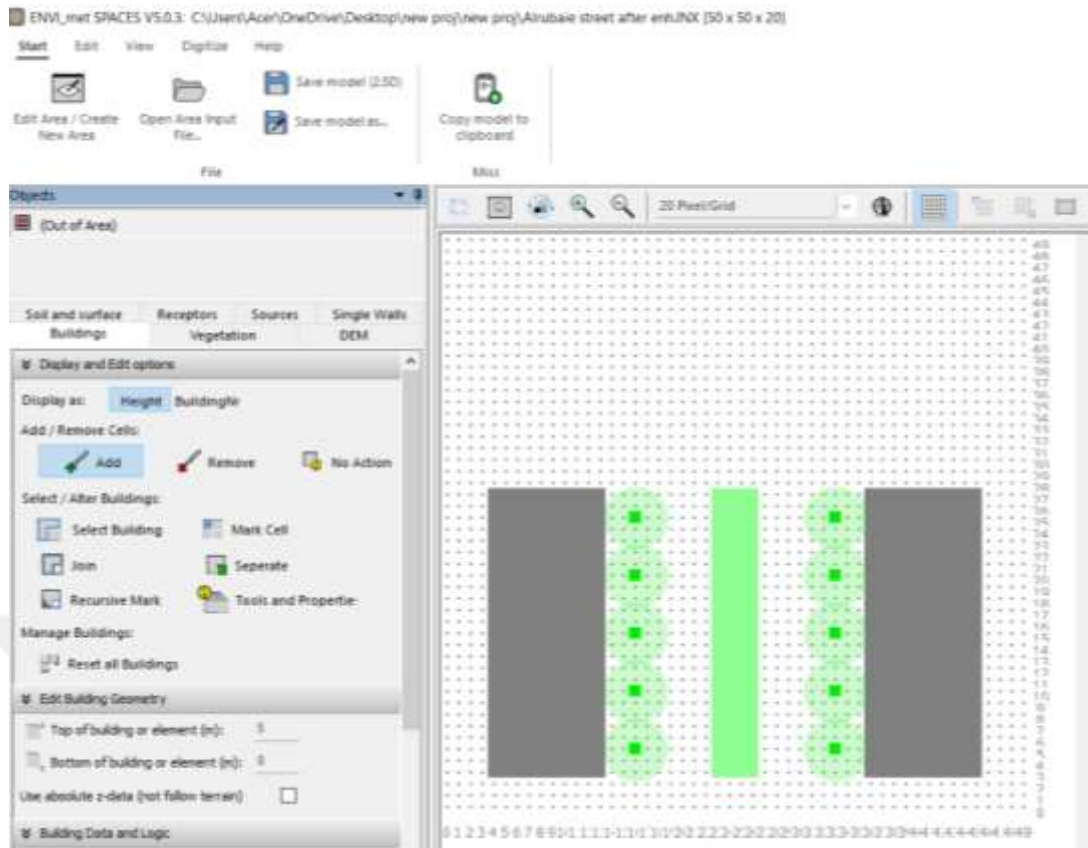 ENVI_met SPACES V5.0.3: C:\Users\Acer\OneDrive\Desktop\new proj\new proj\Alrubaie street after enh.INX [50 x 50 x 20]
Start Edit View Digitize Help
Edit Area / Create New Area
Open Area Input File...
Save model (2.5D)
Save model as...
Copy model to clipboard
File
Misc
Objects
(Out of Area)
20 Pixel/Grid
Soil and surface Receptors Sources Single Walls
Buildings Vegetation DEM
Display and Edit options
Display as: Height BuildingNr
Add / Remove Cells:
Add Remove No Action
Select / Alter Buildings:
Select Building Mark Cell
Join Seperate
Recursive Mark Tools and Propertie
Manage Buildings:
Reset all Buildings
Edit Building Geometry
Top of building or element (m): 5
Bottom of building or element (m): 0
Use absolute z-data (not follow terrain)
Building Data and Logic